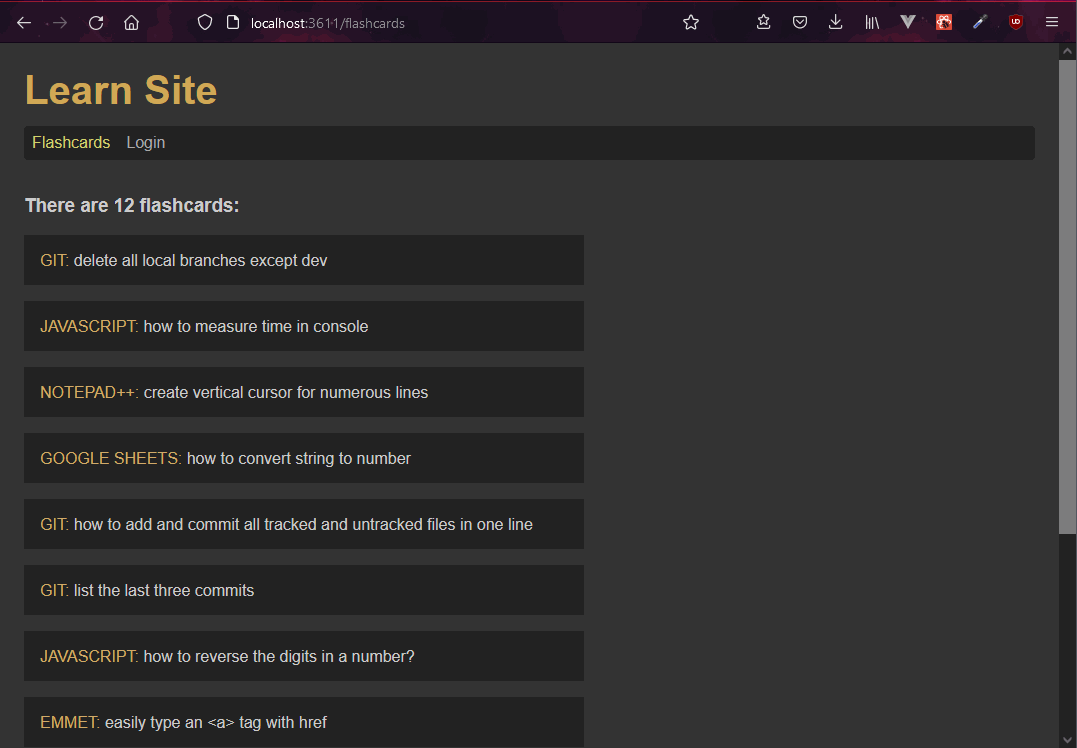 localhost:3611/flashcards
Learn Site
Flashcards Login
There are 12 flashcards:
GIT: delete all local branches except dev
JAVASCRIPT: how to measure time in console
NOTEPAD++: create vertical cursor for numerous lines
GOOGLE SHEETS: how to convert string to number
GIT: how to add and commit all tracked and untracked files in one line
GIT: list the last three commits
JAVASCRIPT: how to reverse the digits in a number?
EMMET: easily type an <a> tag with href